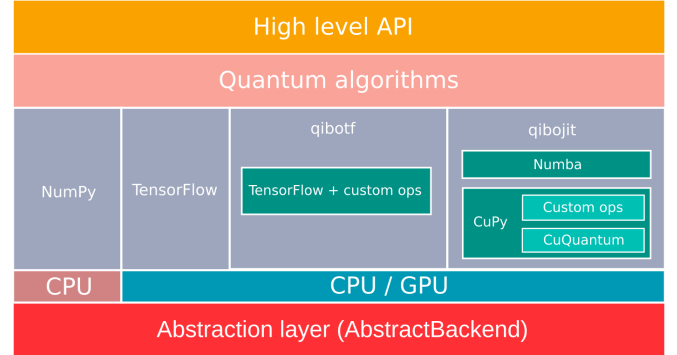 High level API
Quantum algorithms
NumPy
TensorFlow
qibotf
TensorFlow + custom ops
qibojit
Numba
CuPy
Custom ops
CuQuantum
CPU
CPU / GPU
Abstraction layer (AbstractBackend)